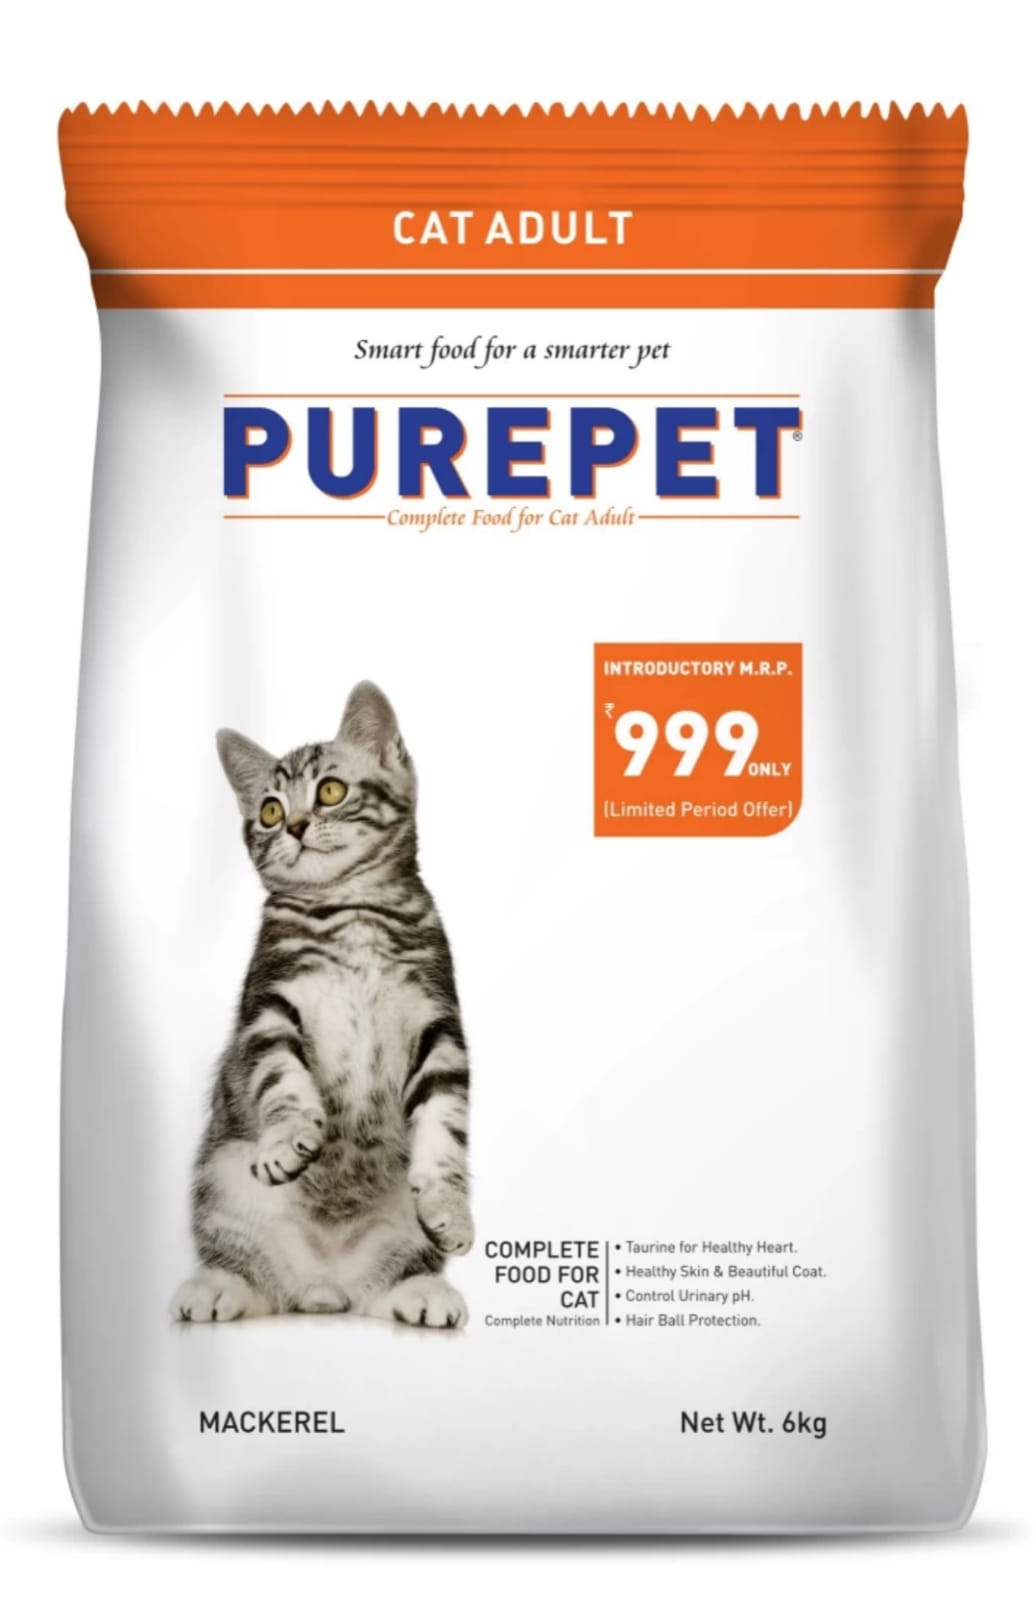 CAT ADULT
Smart food for a smarter pet
PUREPET®
Complete Food for Cat Adult
INTRODUCTORY M.R.P.
₹999 ONLY
(Limited Period Offer)
COMPLETE
FOOD FOR
CAT
Complete Nutrition
• Taurine for Healthy Heart.
• Healthy Skin & Beautiful Coat.
• Control Urinary pH.
• Hair Ball Protection.
MACKEREL
Net Wt. 6kg